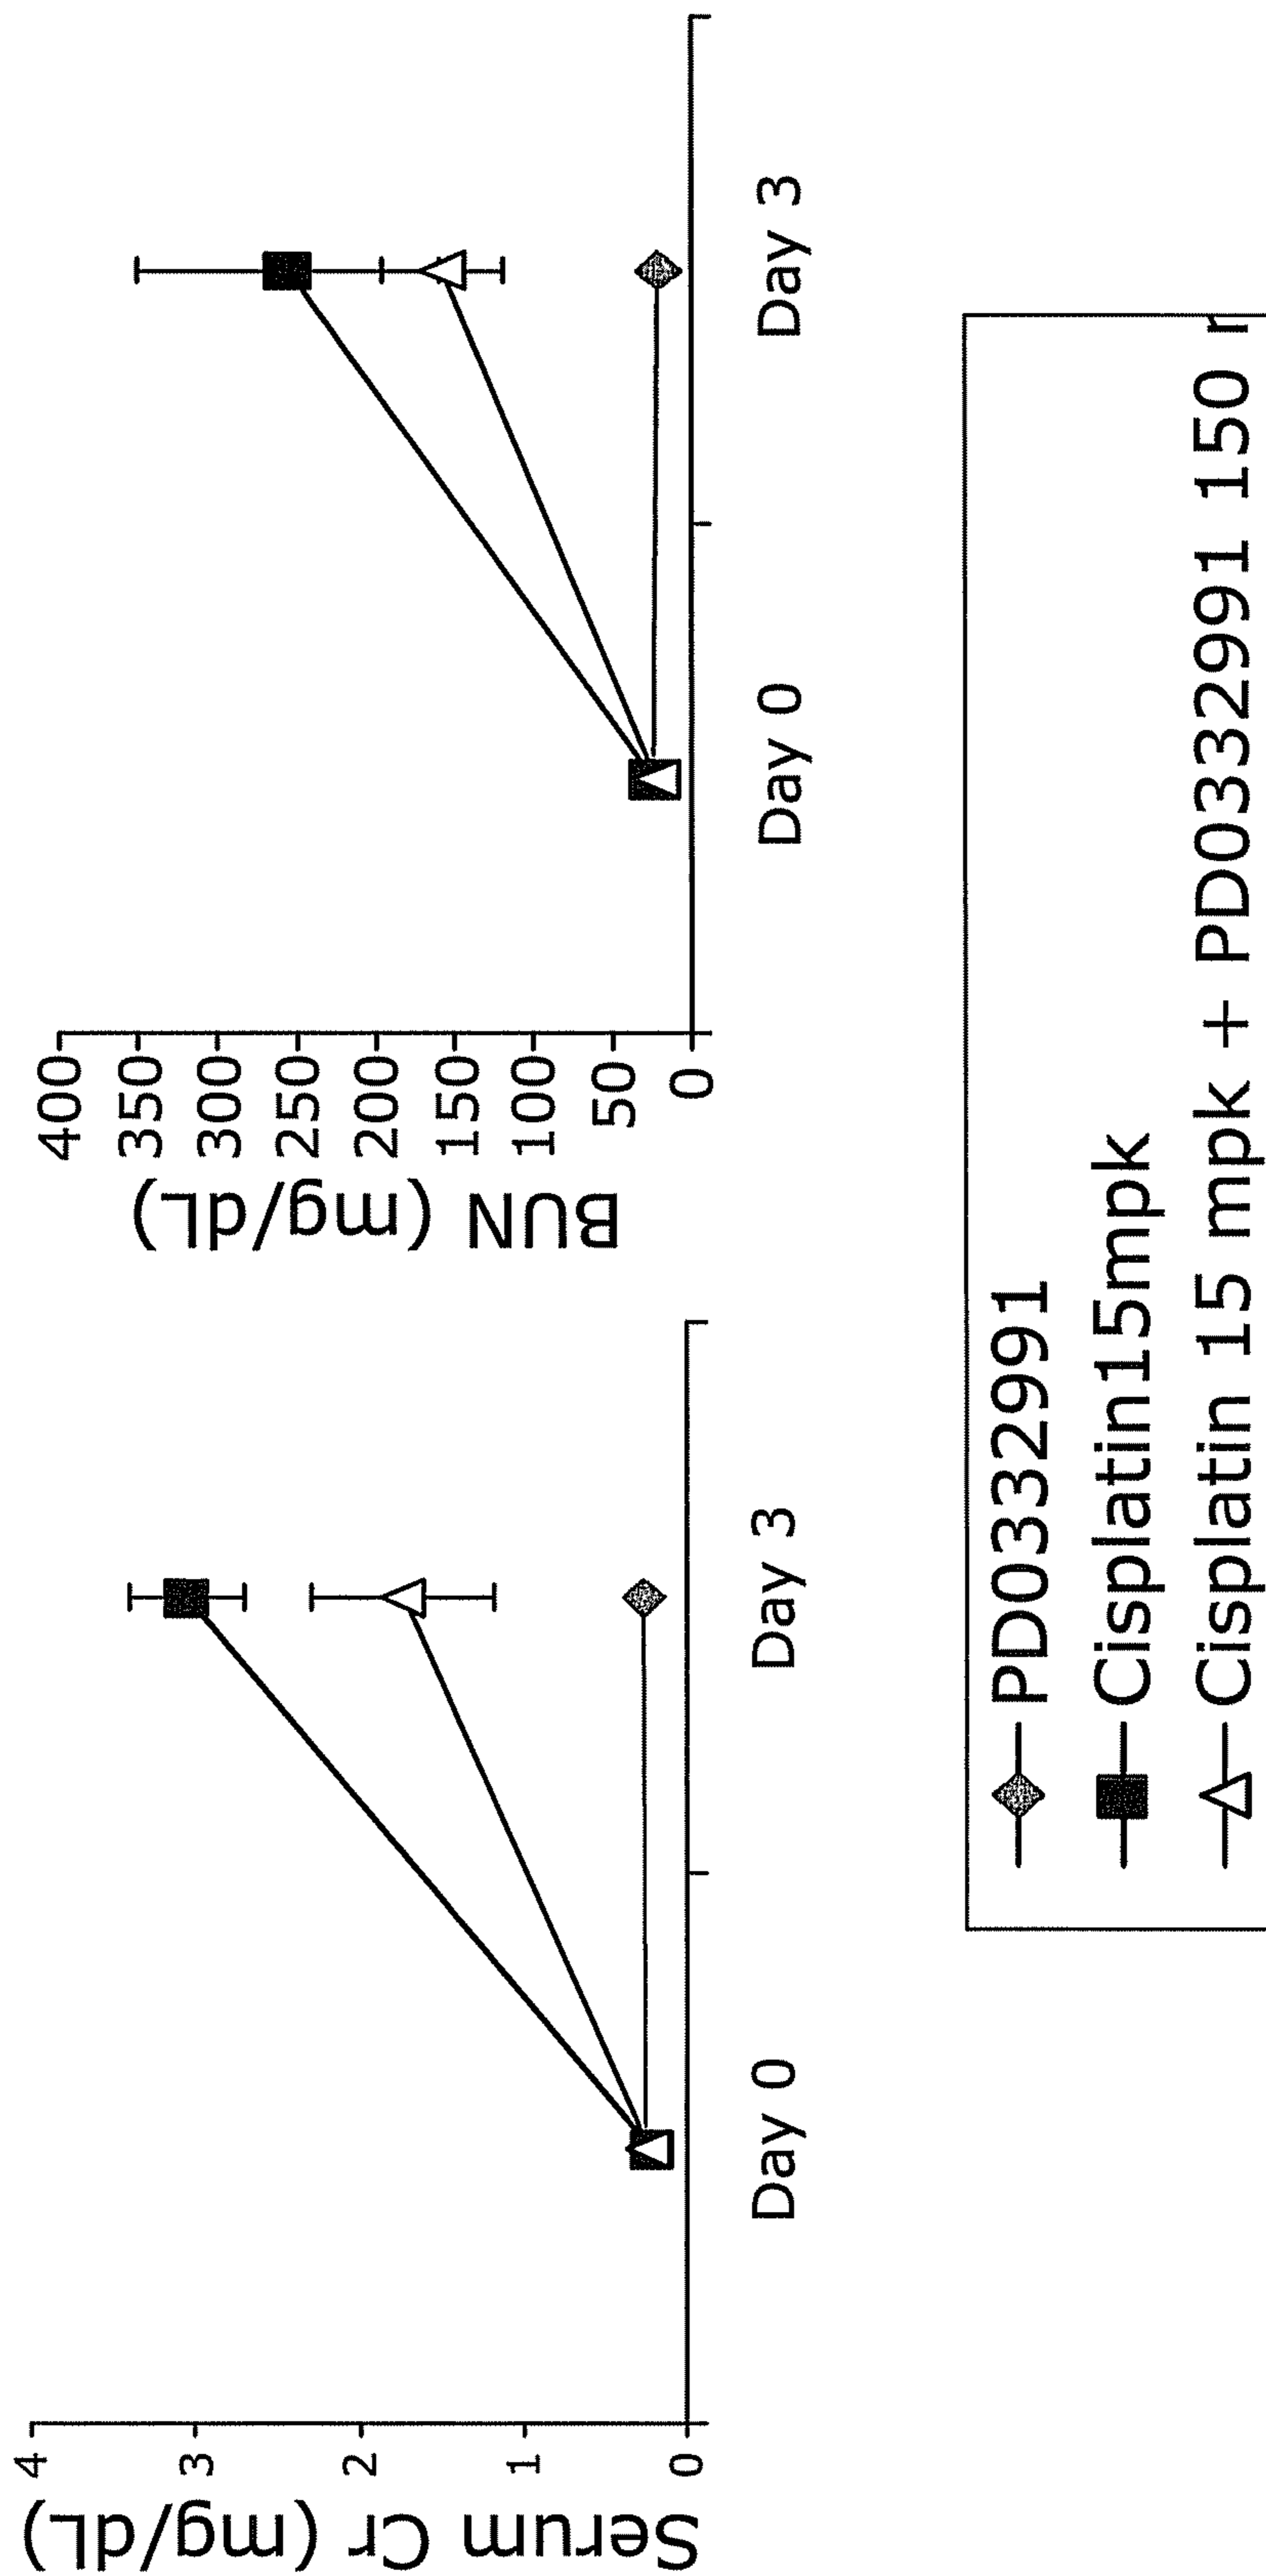 Serum Cr (mg/dL)
4
3
2
1
0
Day 0
Day 3
BUN (mg/dL)
400
350
300
250
200
150
100
50
0
Day 0
Day 3
PD0332991
Cisplatin15mpk
Cisplatin 15 mpk + PD0332991 150